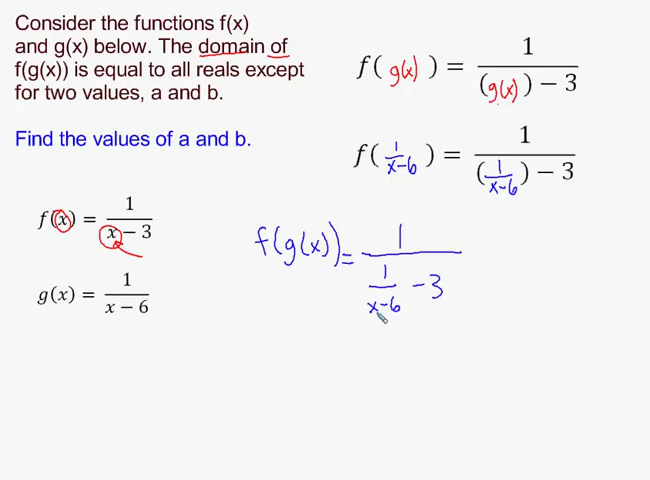 Consider the functions f(x)
and g(x) below. The domain of
f(g(x)) is equal to all reals except
for two values, a and b.
Find the values of a and b.
f(x) = 1/(x − 3)
g(x) = 1/(x − 6)
f( g(x) ) = 1/((g(x)) − 3)
f( 1/(x−6) ) = 1/((1/(x−6)) − 3)
f(g(x)) = 1/(1/(x−6) − 3)